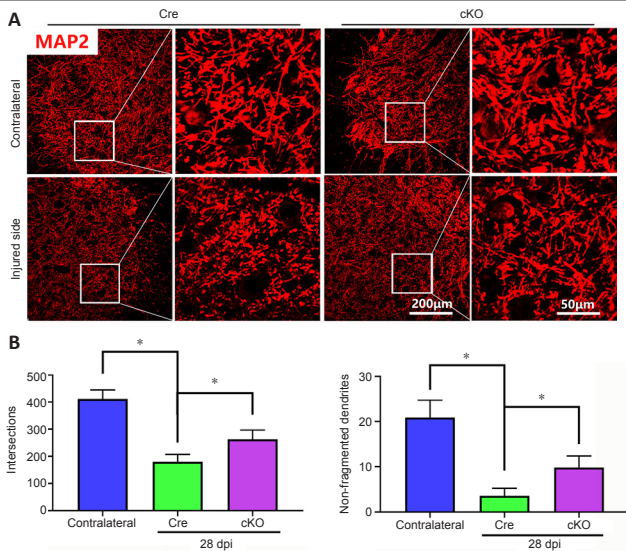 A
Cre
cKO
MAP2
Contralateral
Injured side
200μm
50μm
B
*
*
500
400
300
200
100
0
Intersections
Contralateral
Cre
cKO
28 dpi
*
*
30
20
10
0
Non-fragmented dendrites
Contralateral
Cre
cKO
28 dpi